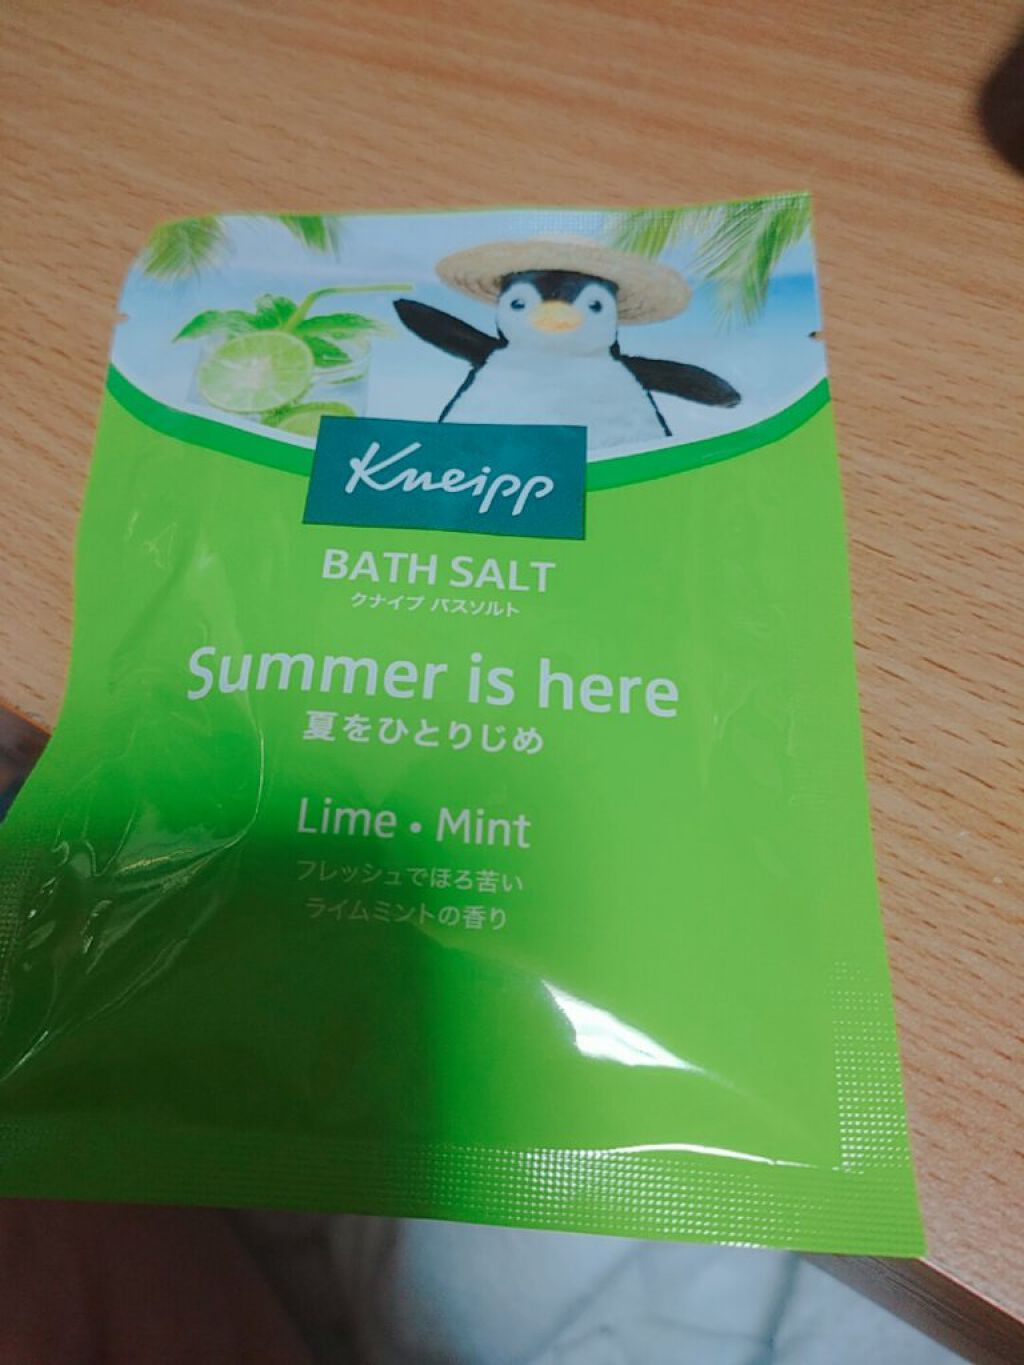 Kneipp
BATH SALT
クナイプ バスソルト
Summer is here
夏をひとりじめ
Lime・Mint
フレッシュでほろ苦い
ライムミントの香り